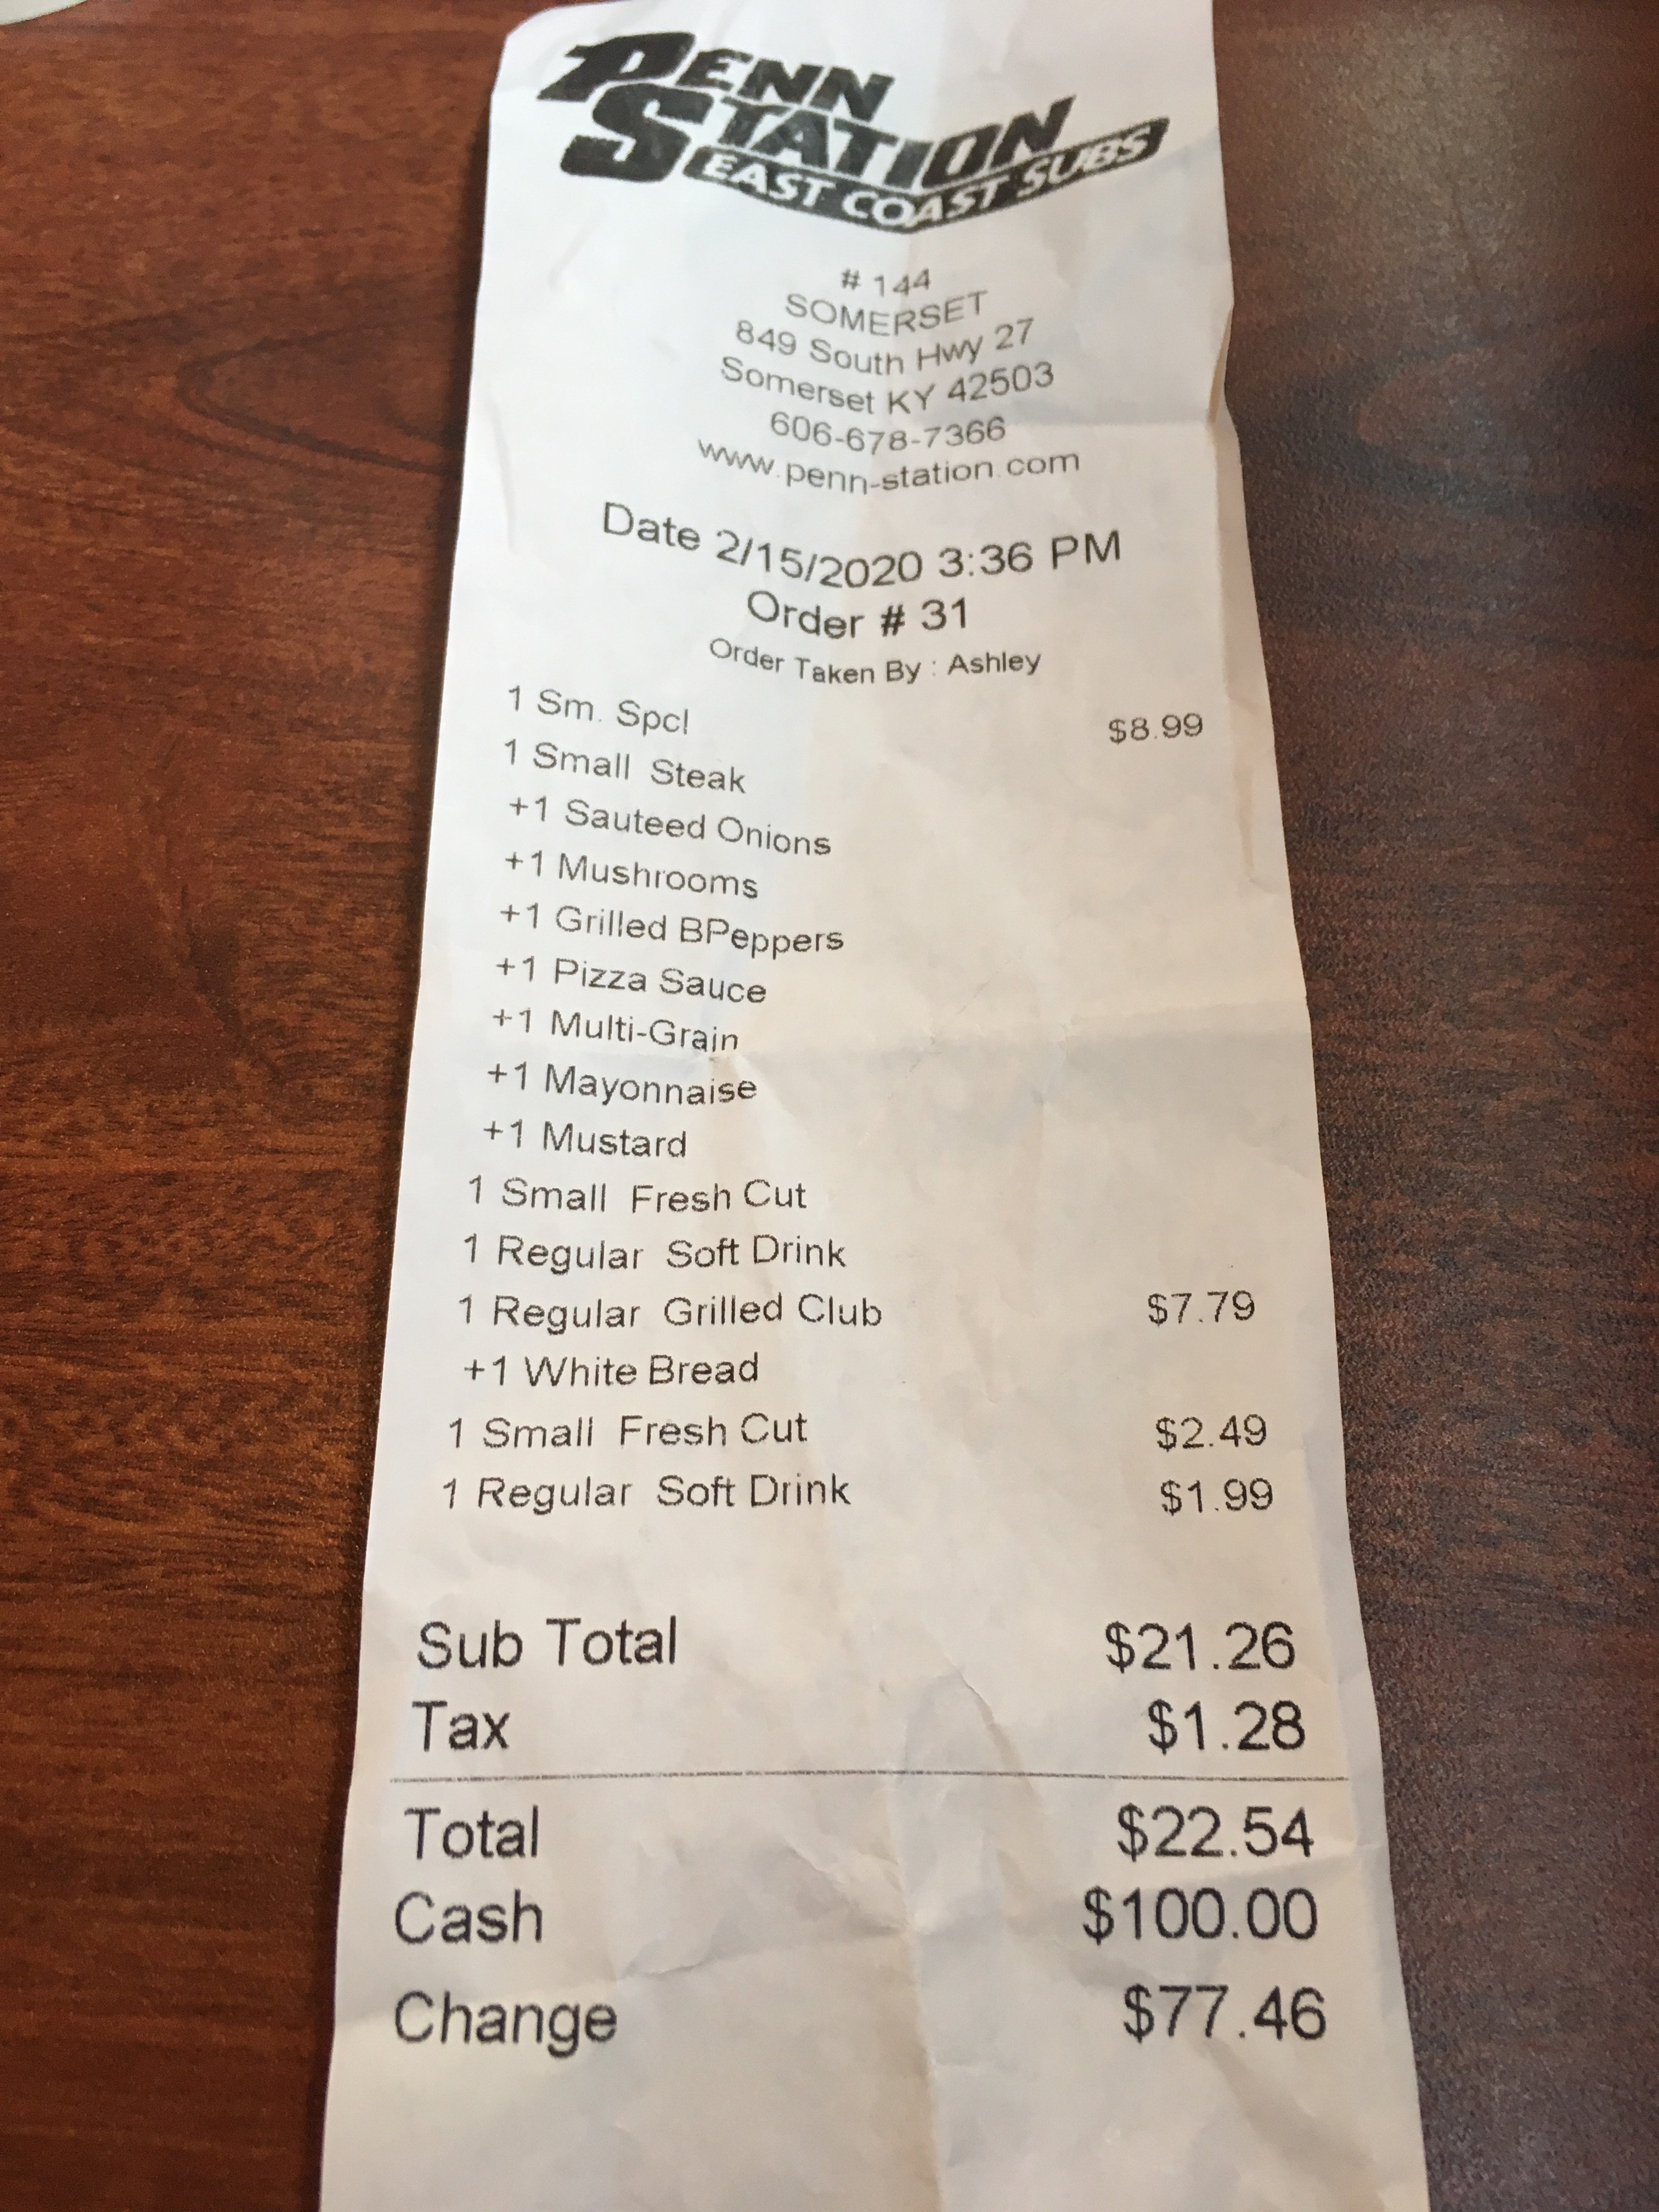 PENN
STATION
EAST COAST SUBS
# 144
SOMERSET
849 South Hwy 27
Somerset KY 42503
606-678-7366
www.penn-station.com
Date 2/15/2020 3:36 PM
Order # 31
Order Taken By : Ashley
1 Sm. Spcl $8.99
1 Small Steak
+1 Sauteed Onions
+1 Mushrooms
+1 Grilled BPeppers
+1 Pizza Sauce
+1 Multi-Grain
+1 Mayonnaise
+1 Mustard
1 Small Fresh Cut
1 Regular Soft Drink
1 Regular Grilled Club $7.79
+1 White Bread
1 Small Fresh Cut $2.49
1 Regular Soft Drink $1.99
Sub Total $21.26
Tax $1.28
Total $22.54
Cash $100.00
Change $77.46